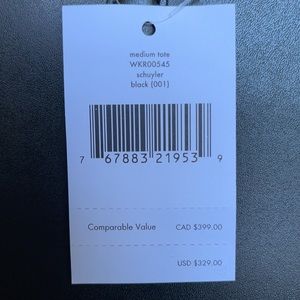 medium tote
WKR00545
schuyler
black (001)
7 67883 21953 9
Comparable Value CAD $399.00
USD $329.00